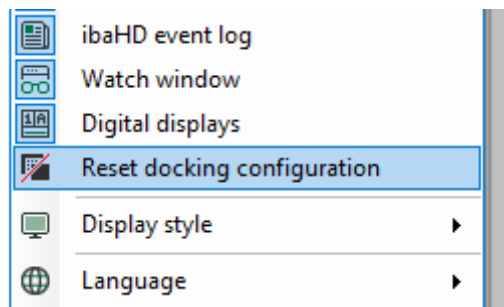 ibaHD event log
Watch window
Digital displays
Reset docking configuration
Display style
Language